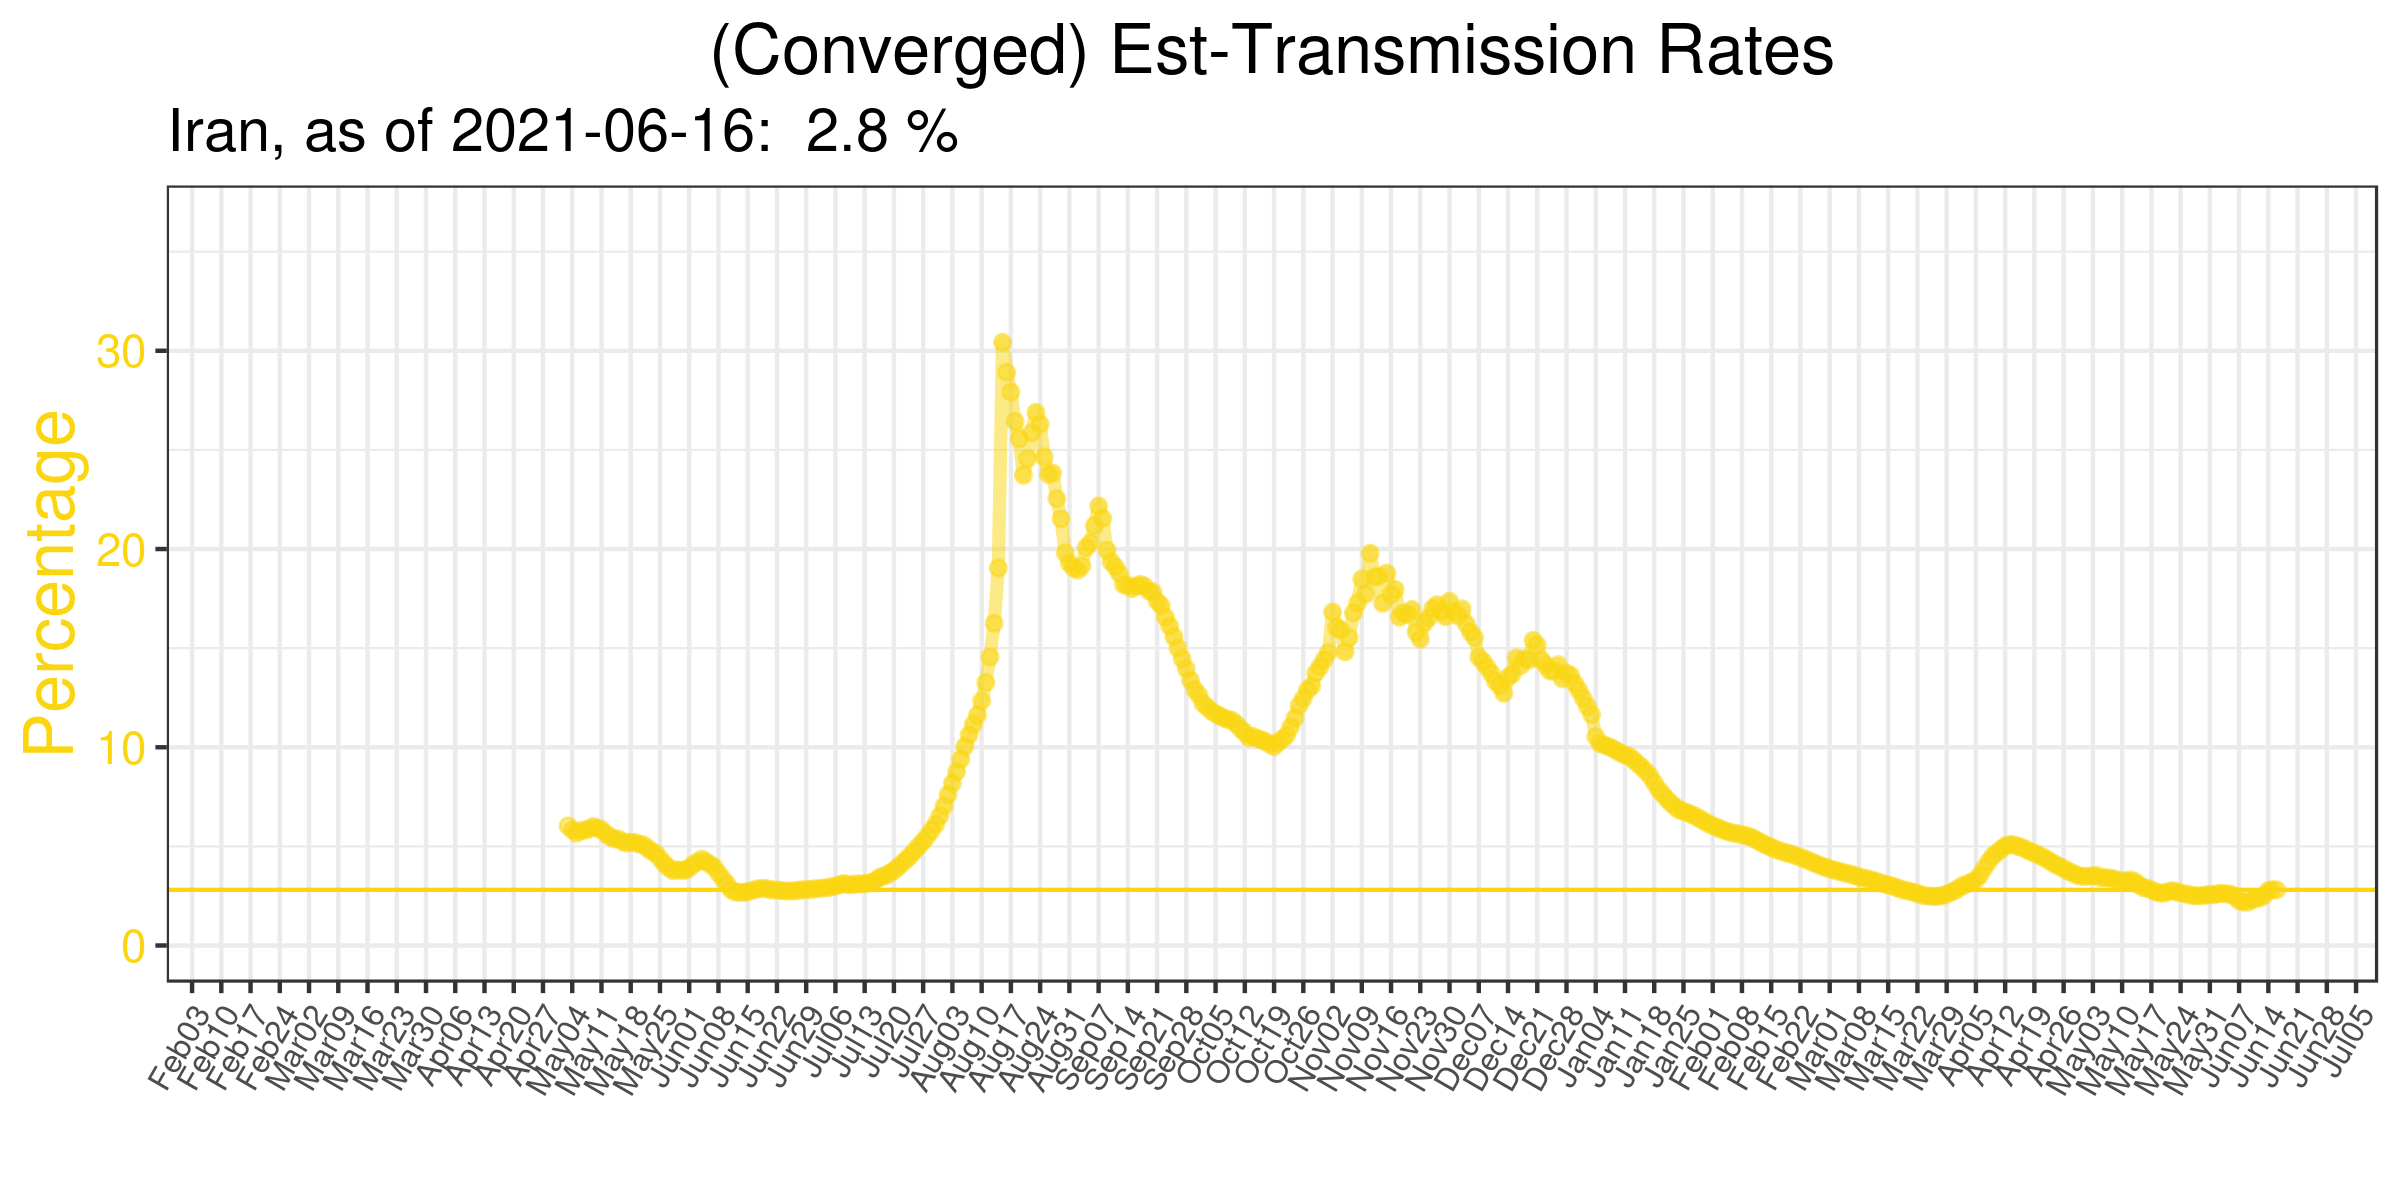 (Converged) Est-Transmission Rates
Iran, as of 2021-06-16: 2.8 %
Percentage
30
20
10
0
Feb03
Feb10
Feb17
Feb24
Mar02
Mar09
Mar16
Mar23
Mar30
Apr06
Apr13
Apr20
Apr27
May04
May11
May18
May25
Jun01
Jun08
Jun15
Jun22
Jun29
Jul06
Jul13
Jul20
Jul27
Aug03
Aug10
Aug17
Aug24
Aug31
Sep07
Sep14
Sep21
Sep28
Oct05
Oct12
Oct19
Oct26
Nov02
Nov09
Nov16
Nov23
Nov30
Dec07
Dec14
Dec21
Dec28
Jan04
Jan11
Jan18
Jan25
Feb01
Feb08
Feb15
Feb22
Mar01
Mar08
Mar15
Mar22
Mar29
Apr05
Apr12
Apr19
Apr26
May03
May10
May17
May24
May31
Jun07
Jun14
Jun21
Jun28
Jul05